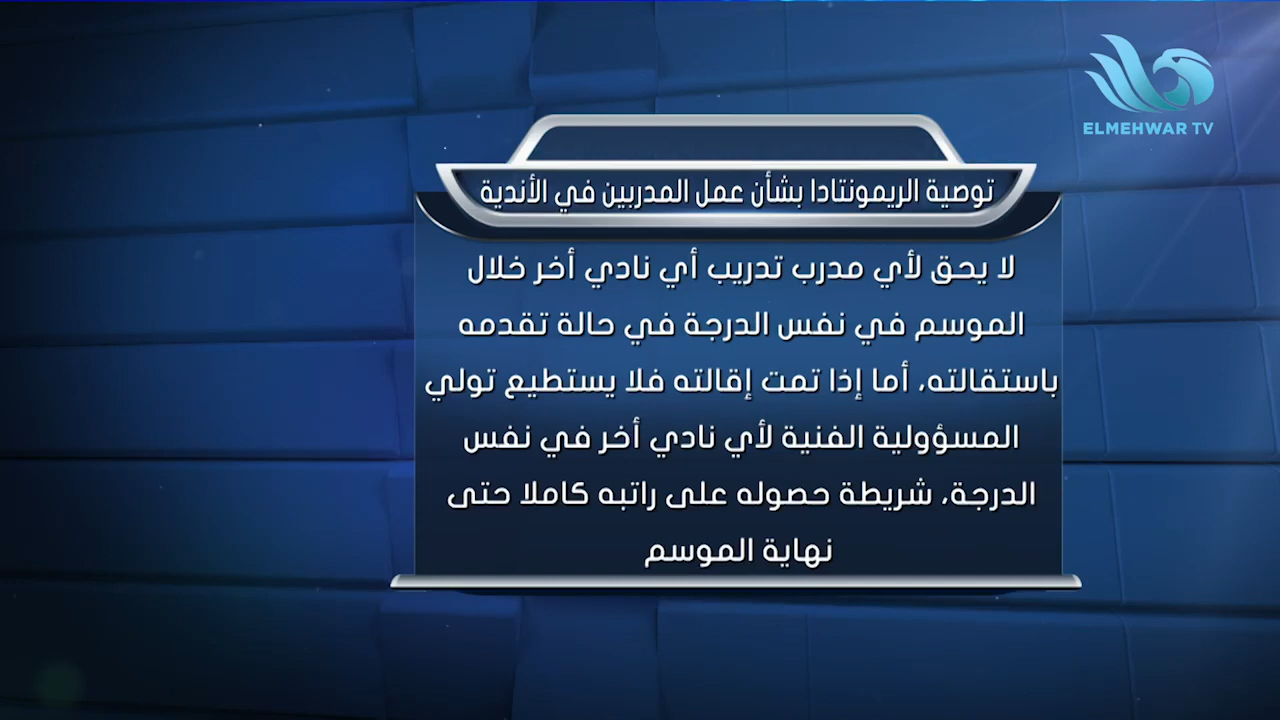 ELMEHWAR TV
توصية الريمونتادا بشأن عمل المدربين في الأندية
لا يحق لأي مدرب تدريب أي نادي أخر خلال
الموسم في نفس الدرجة في حالة تقدمه
باستقالته، أما إذا تمت إقالته فلا يستطيع تولي
المسؤولية الفنية لأي نادي أخر في نفس
الدرجة، شريطة حصوله على راتبه كاملا حتى
نهاية الموسم